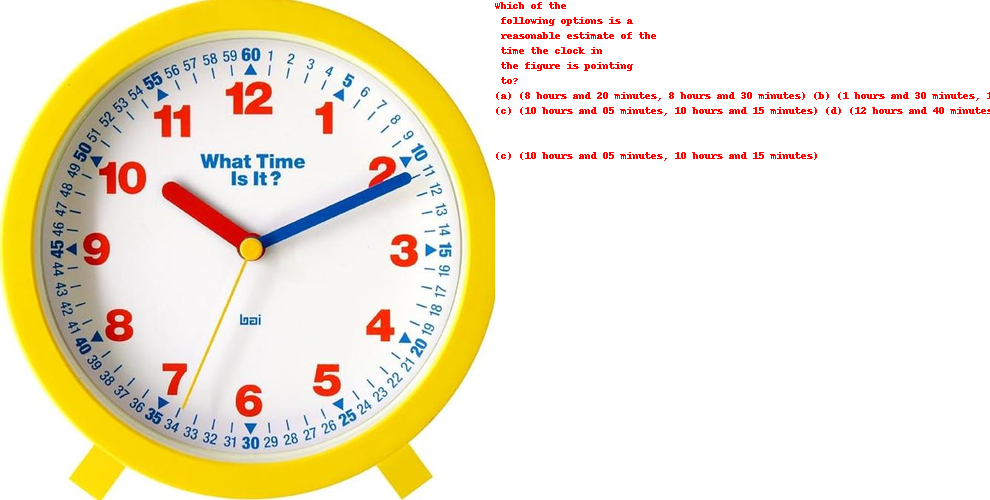 Which of the
following options is a
reasonable estimate of the
time the clock in
the figure is pointing
to?
(a) (8 hours and 20 minutes, 8 hours and 30 minutes) (b) (1 hours and 30 minutes, 1
(c) (10 hours and 05 minutes, 10 hours and 15 minutes) (d) (12 hours and 40 minutes
(c) (10 hours and 05 minutes, 10 hours and 15 minutes)
60 1 2 3 4 5 7 8 9 10 11 12 13 14 15 16 17 18 19 20 21 22 23 24 25 26 27 28 29 30 31 32 33 34 35 36 37 38 39 40 41 42 43 44 45 46 47 48 49 50 51 52 53 54 55 56 57 58 59
12 1 2 3 4 5 6 7 8 9 10 11
What Time
Is It?
bai